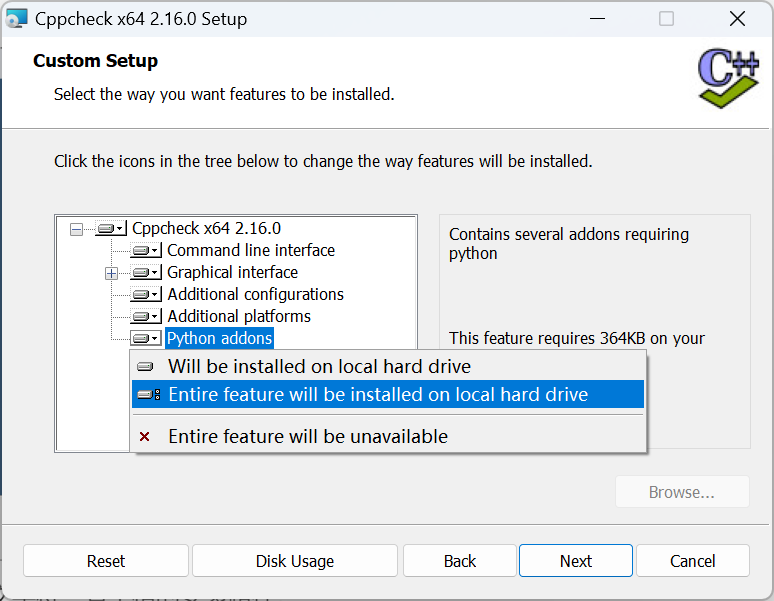 Cppcheck x64 2.16.0 Setup
Custom Setup
Select the way you want features to be installed.
C++
Click the icons in the tree below to change the way features will be installed.
Cppcheck x64 2.16.0
Command line interface
Graphical interface
Additional configurations
Additional platforms
Python addons
Contains several addons requiring
python
This feature requires 364KB on your
Will be installed on local hard drive
Entire feature will be installed on local hard drive
Entire feature will be unavailable
Browse...
Reset
Disk Usage
Back
Next
Cancel